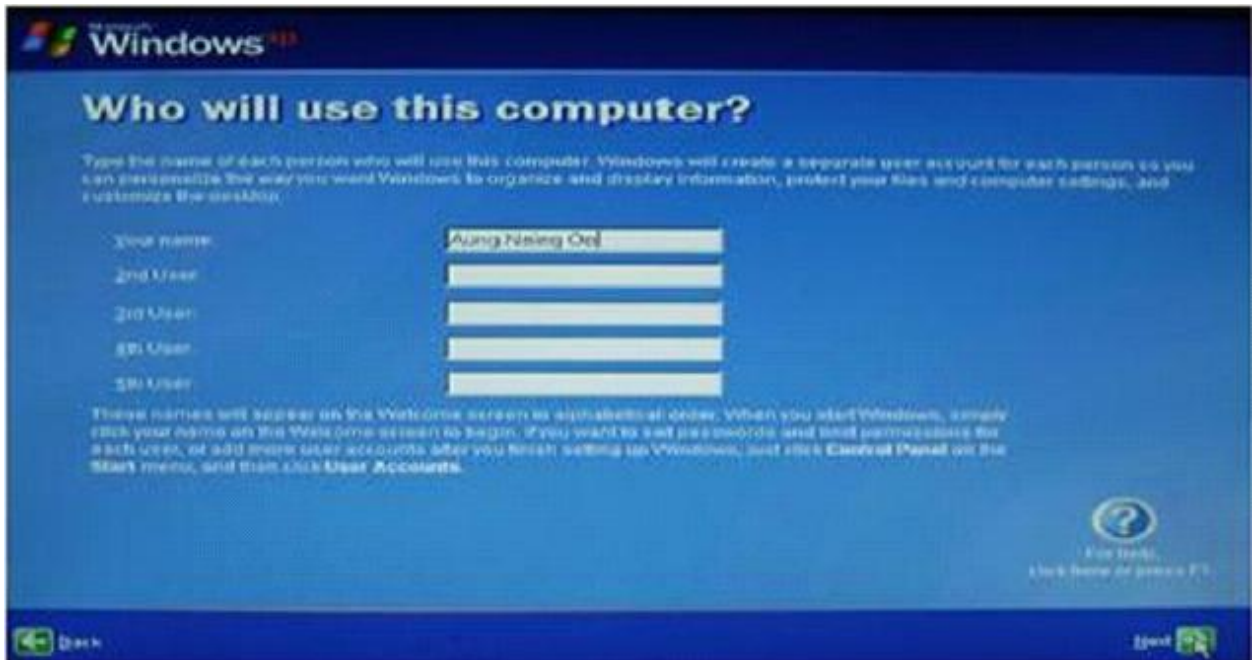 Microsoft
Windows xp
Who will use this computer?
Type the name of each person who will use this computer. Windows will create a separate user account for each person so you
can personalize the way you want Windows to organize and display information, protect your files and computer settings, and
customize the desktop.
Your name: Aung Naing Oo
2nd User:
3rd User:
4th User:
5th User:
These names will appear on the Welcome screen in alphabetical order. When you start Windows, simply
click your name on the Welcome screen to begin. If you want to set passwords and limit permissions for
each user, or add more user accounts after you finish setting up Windows, just click Control Panel on the
Start menu, and then click User Accounts.
For help,
click here or press F1.
Back
Next